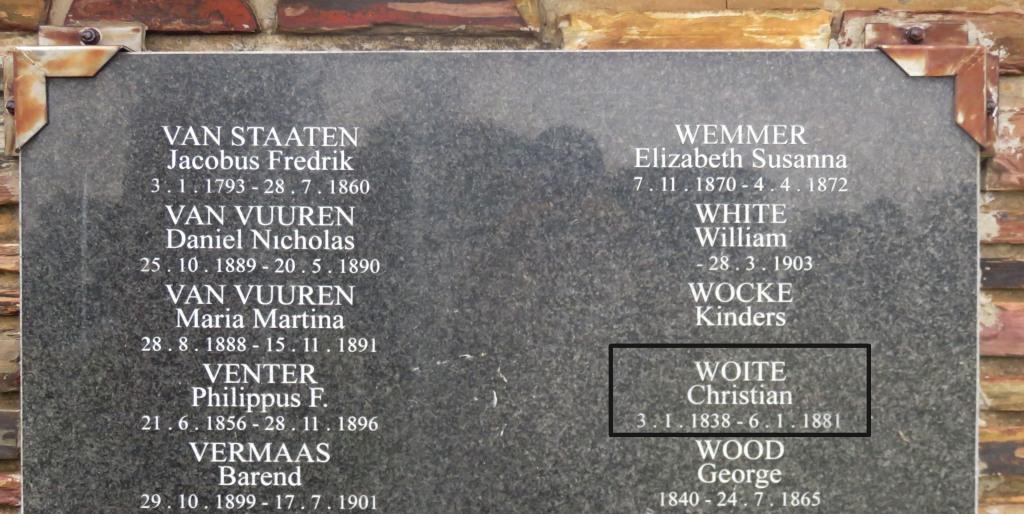 VAN STAATEN
Jacobus Fredrik
3 . 1 . 1793 - 28 . 7 . 1860
VAN VUUREN
Daniel Nicholas
25 . 10 . 1889 - 20 . 5 . 1890
VAN VUUREN
Maria Martina
28 . 8 . 1888 - 15 . 11 . 1891
VENTER
Philippus F.
21 . 6 . 1856 - 28 . 11 . 1896
VERMAAS
Barend
29 . 10 . 1899 - 17 . 7 . 1901
WEMMER
Elizabeth Susanna
7 . 11 . 1870 - 4 . 4 . 1872
WHITE
William
- 28 . 3 . 1903
WOCKE
Kinders
WOITE
Christian
3 . 1 . 1838 - 6 . 1 . 1881
WOOD
George
1840 - 24 . 7 . 1865